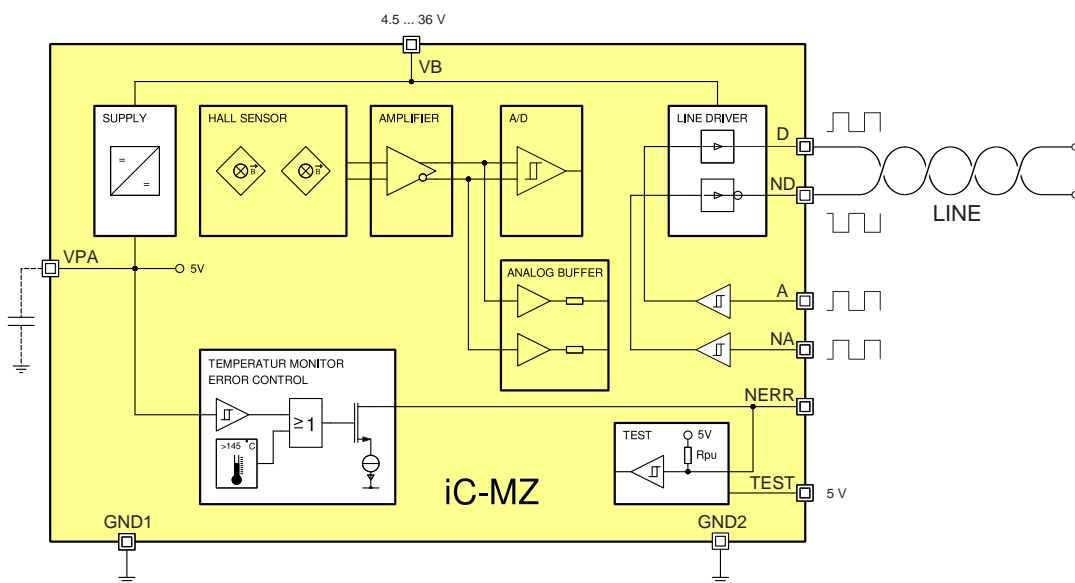 4.5 ... 36 V
VB
SUPPLY
=
=
HALL SENSOR
B
B
AMPLIFIER
A/D
LINE DRIVER
D
ND
LINE
VPA
5V
ANALOG BUFFER
A
NA
TEMPERATUR MONITOR
ERROR CONTROL
NERR
≥1
>145 °C
TEST
5V
Rpu
TEST
5 V
iC-MZ
GND1
GND2